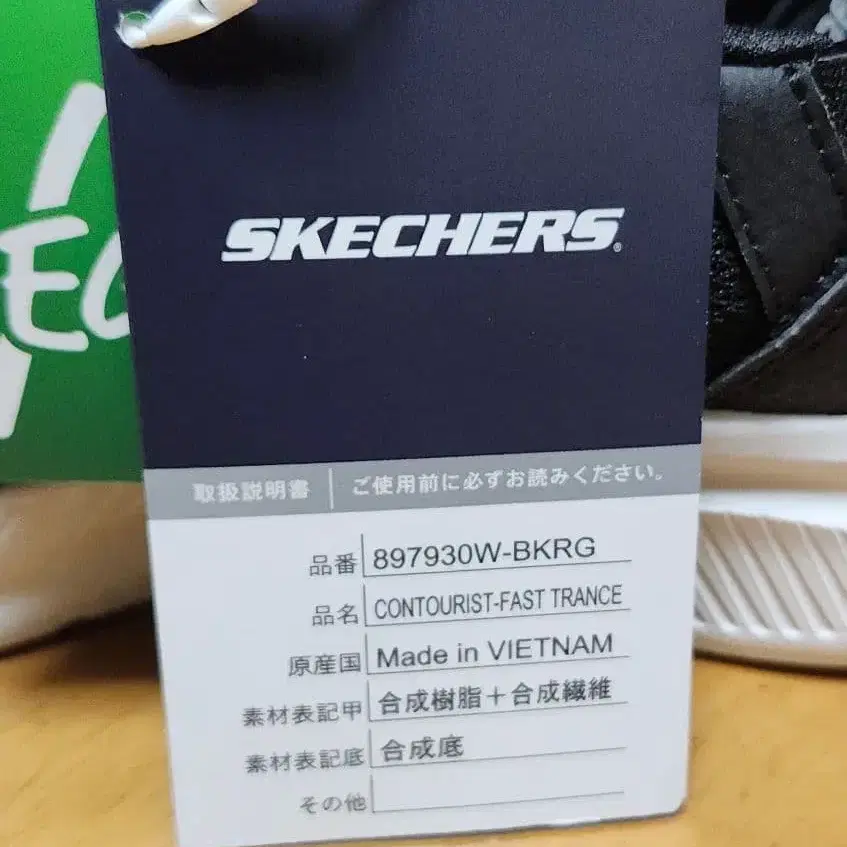 SKECHERS®
取扱説明書 ご使用前に必ずお読みください。
品番 897930W-BKRG
品名 CONTOURIST-FAST TRANCE
原産国 Made in VIETNAM
素材表記甲 合成樹脂＋合成繊維
素材表記底 合成底
その他